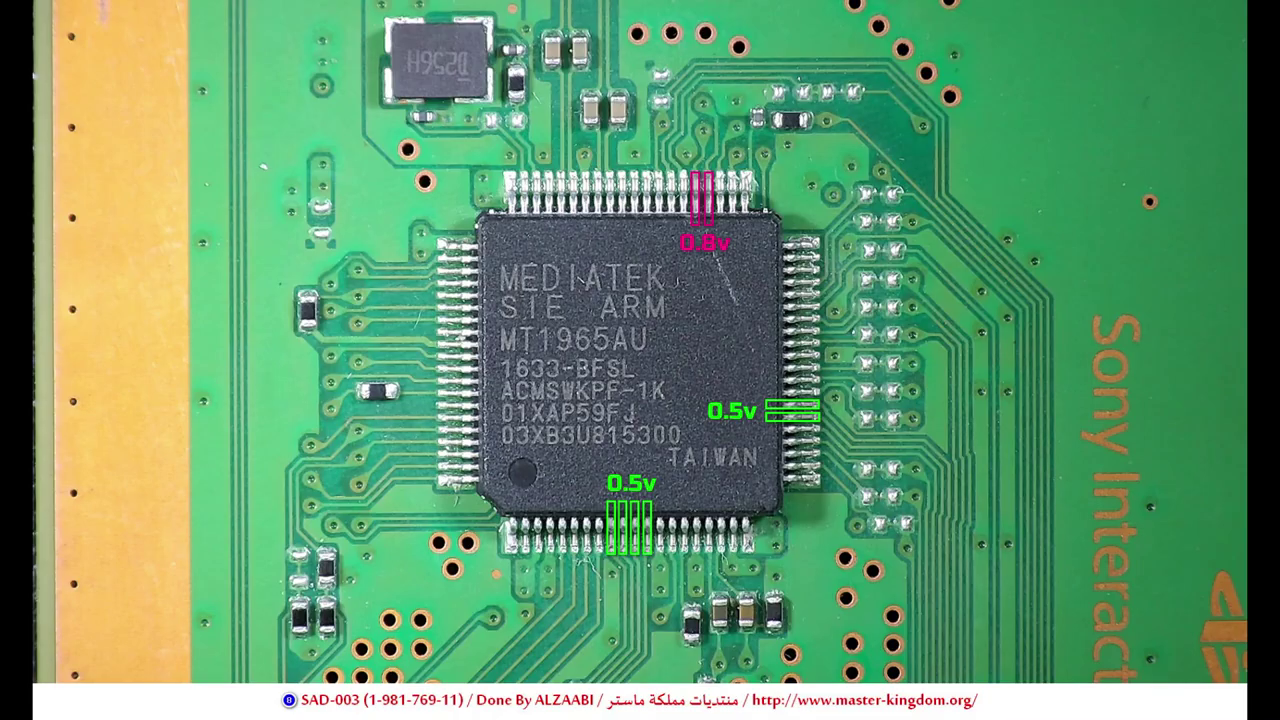 D256H
0.8v
MEDIATEK
SIE ARM
MT1965AU
1633-BFSL
ACMSWKPF-1K
0.5v
03XB3U815300
TAIWAN
0.5v
Sony Interact
SAD-003 (1-981-769-11) / Done By ALZAABI / منتديات مملكة ماستر / http://www.master-kingdom.org/